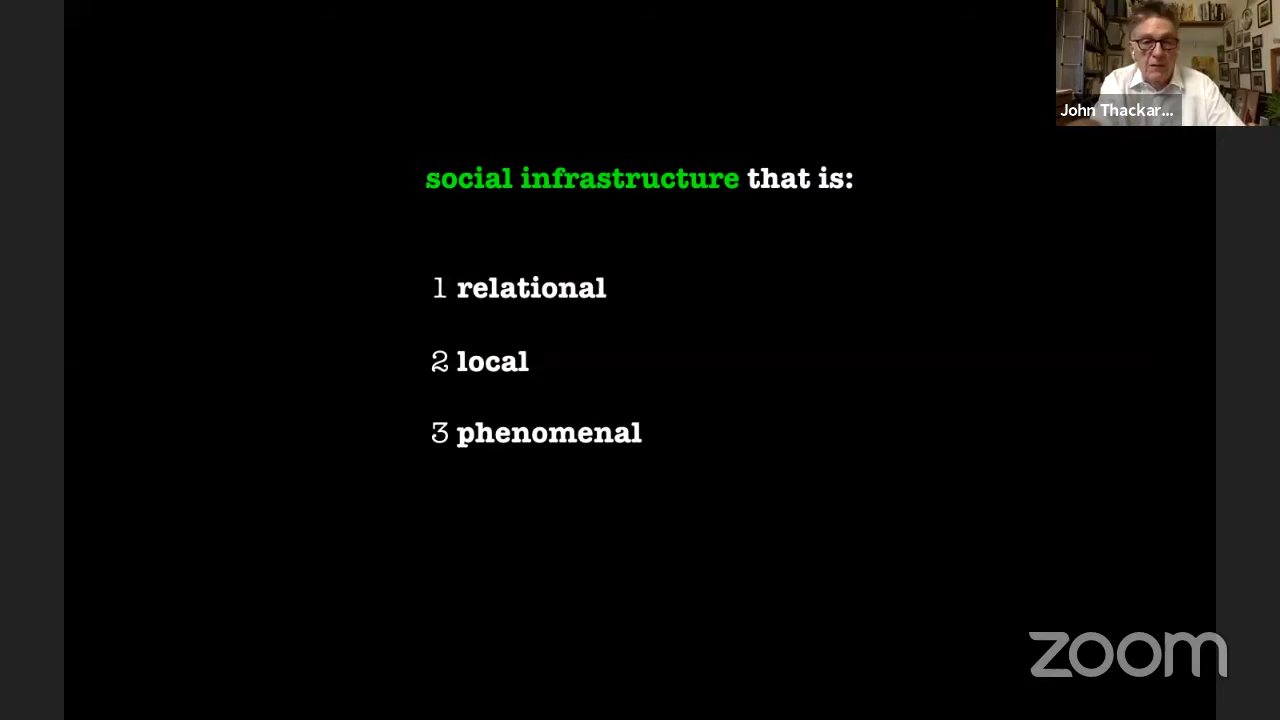 John Thackar...
social infrastructure that is:
1 relational
2 local
3 phenomenal
zoom